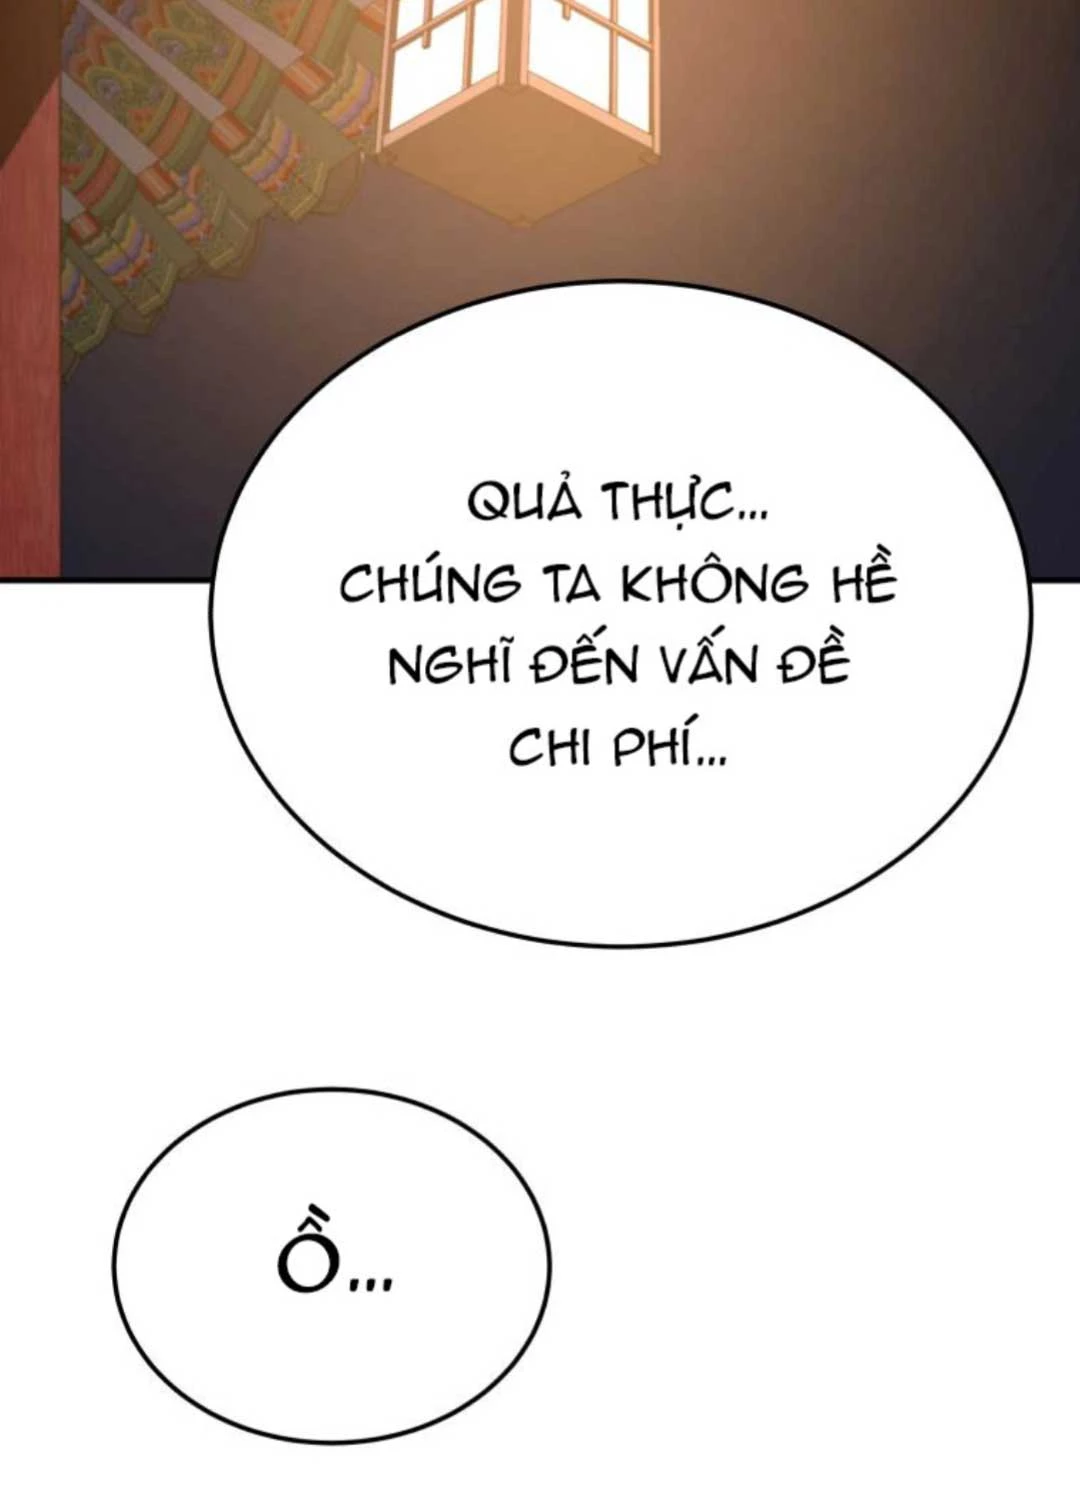 QUẢ THỰC...
CHÚNG TA KHÔNG HỀ
NGHĨ ĐẾN VẤN ĐỀ
CHI PHÍ...
Ồ...